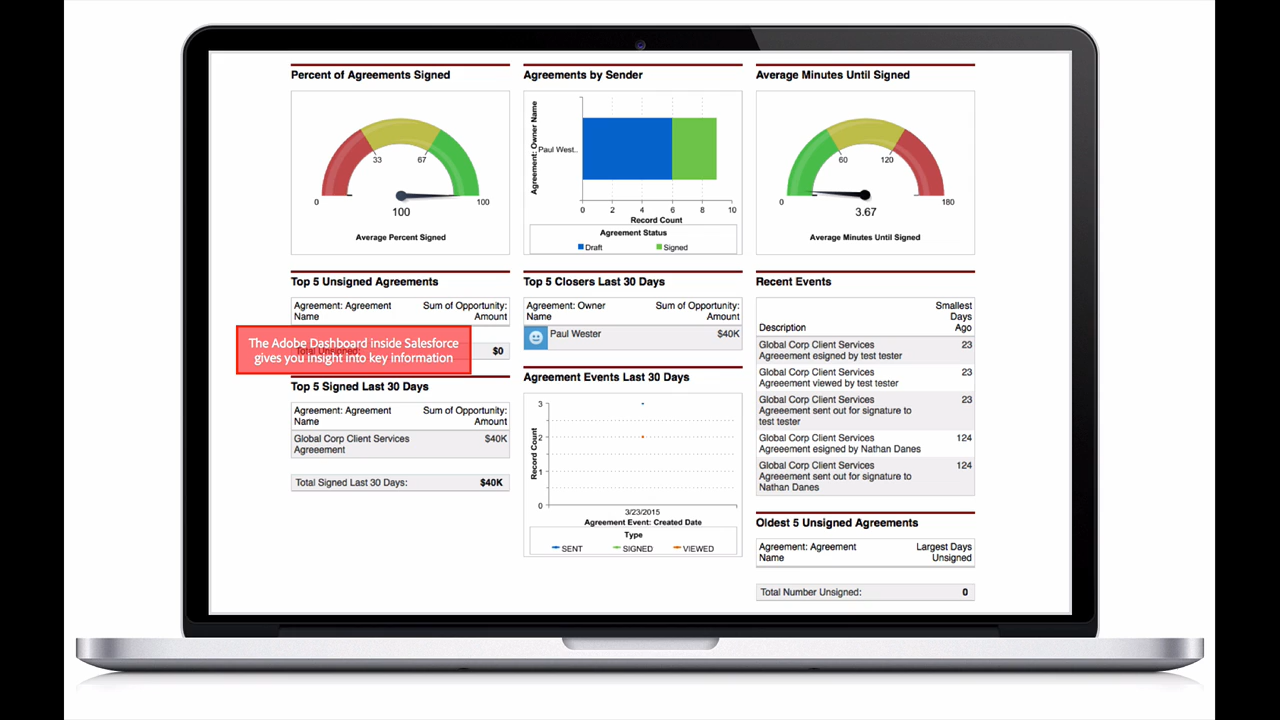 Percent of Agreements Signed
33
67
0
100
100
Average Percent Signed
Agreements by Sender
Agreement: Owner Name
Paul West..
0 2 4 6 8 10
Record Count
Agreement Status
Draft Signed
Average Minutes Until Signed
60
120
0
180
3.67
Average Minutes Until Signed
Top 5 Unsigned Agreements
Agreement: Agreement Sum of Opportunity:
Name Amount
The Adobe Dashboard inside Salesforce
gives you insight into key information
Total Unsigned: $0
Top 5 Signed Last 30 Days
Agreement: Agreement Sum of Opportunity:
Name Amount
Global Corp Client Services $40K
Agreeement
Total Signed Last 30 Days: $40K
Top 5 Closers Last 30 Days
Agreement: Owner Sum of Opportunity:
Name Amount
Paul Wester $40K
Agreement Events Last 30 Days
Record Count
3
2
1
0
3/23/2015
Agreement Event: Created Date
Type
SENT SIGNED VIEWED
Recent Events
Smallest
Days
Description Ago
Global Corp Client Services 23
Agreeement esigned by test tester
Global Corp Client Services 23
Agreeement viewed by test tester
Global Corp Client Services 23
Agreeement sent out for signature to
test tester
Global Corp Client Services 124
Agreeement esigned by Nathan Danes
Global Corp Client Services 124
Agreeement sent out for signature to
Nathan Danes
Oldest 5 Unsigned Agreements
Agreement: Agreement Largest Days
Name Unsigned
Total Number Unsigned: 0